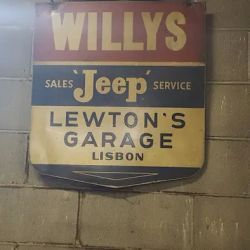 WILLYS
SALES 'Jeep' SERVICE
LEWTON'S
GARAGE
LISBON